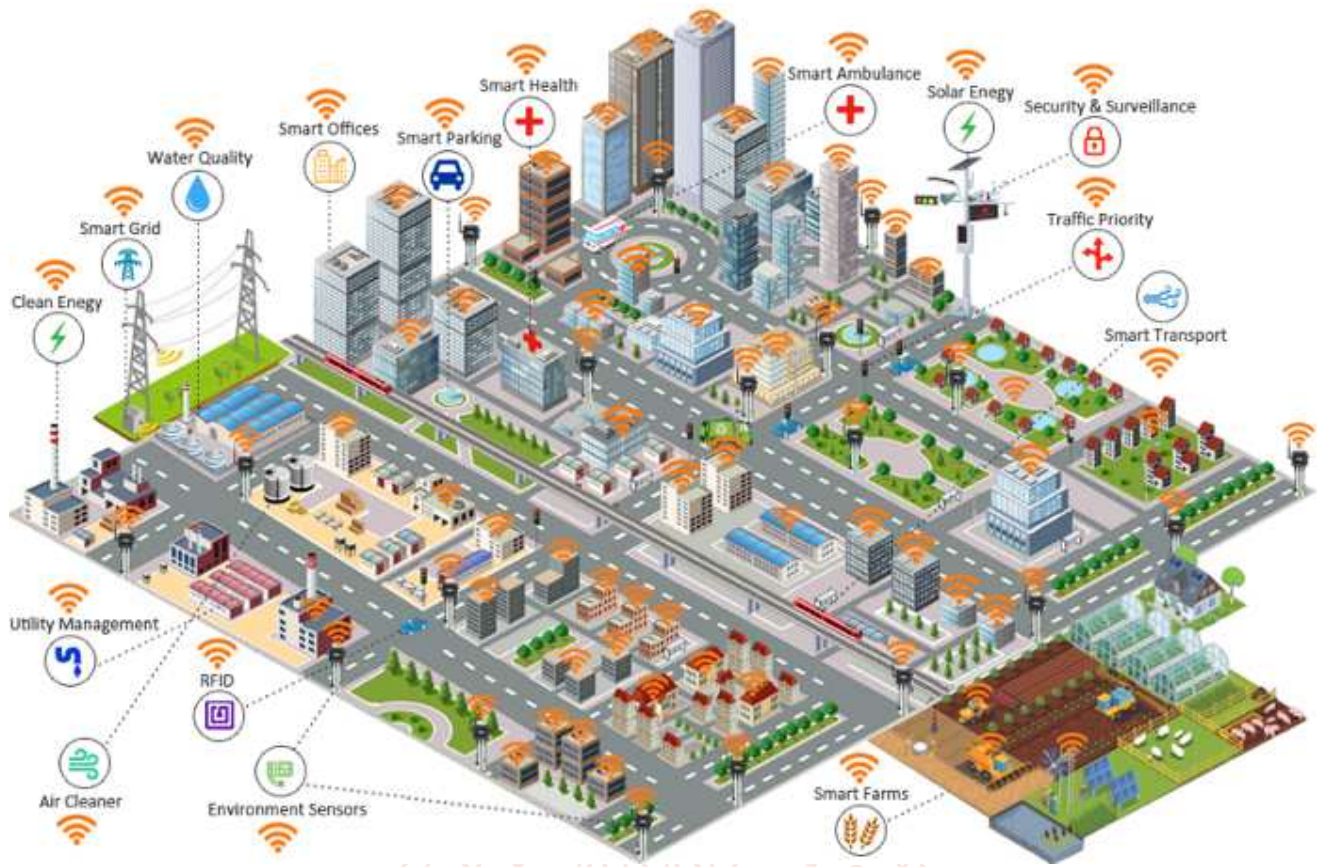 Smart Ambulance
Smart Health
Solar Enegy
Security & Surveillance
Smart Offices
Smart Parking
Water Quality
Traffic Priority
Smart Grid
Clean Enegy
Smart Transport
Utility Management
RFID
Air Cleaner
Environment Sensors
Smart Farms